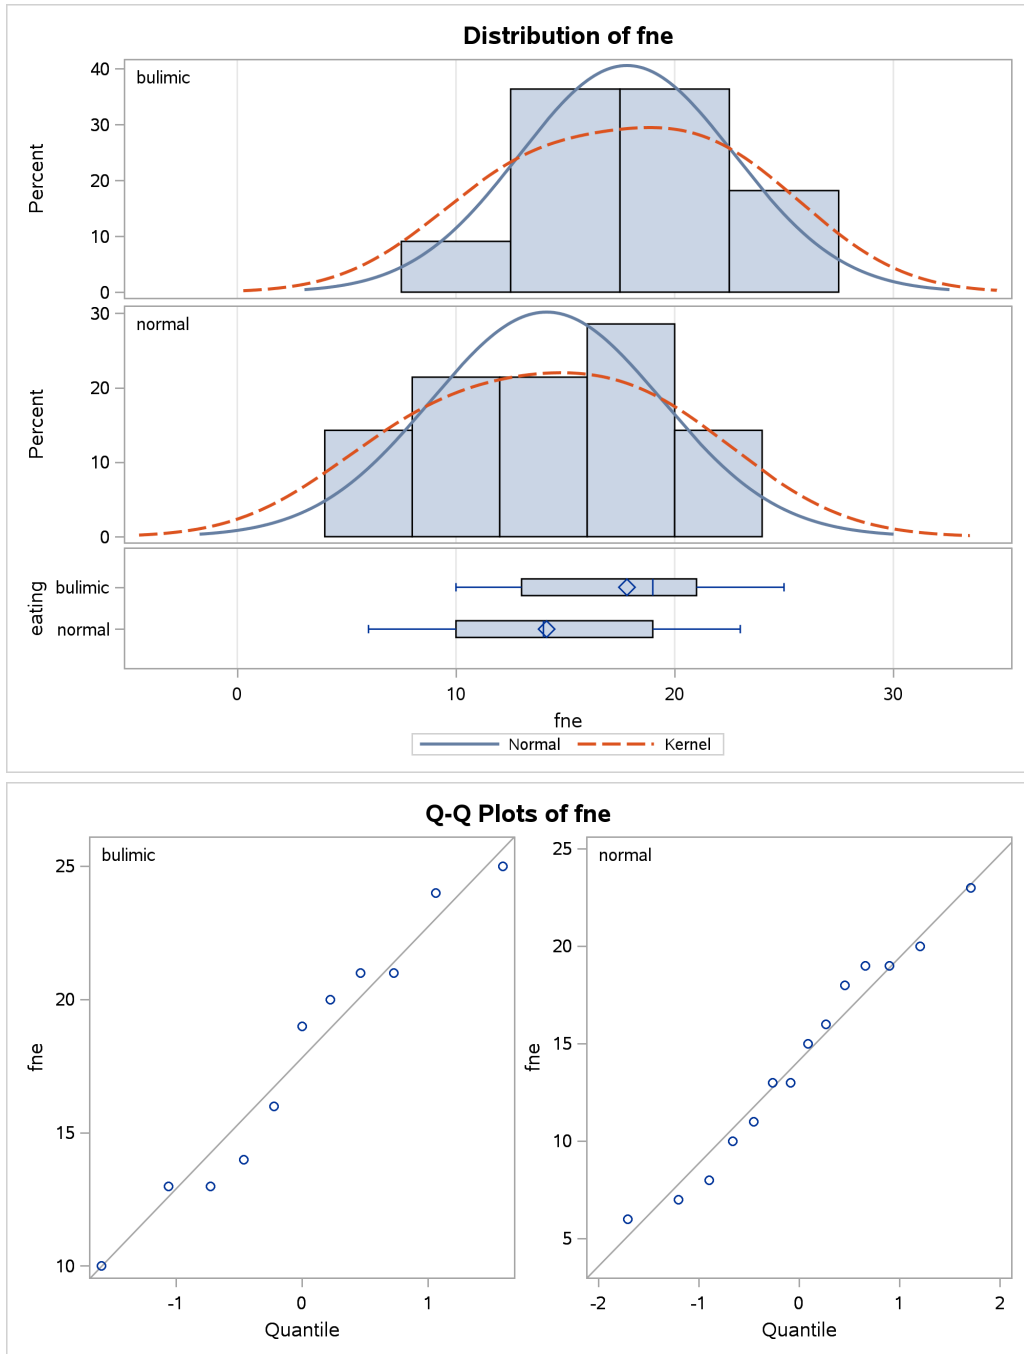 Distribution of fne
bulimic
40
30
20
10
0
Percent
normal
30
20
10
0
Percent
eating
bulimic
normal
0 10 20 30
fne
Normal Kernel
Q-Q Plots of fne
bulimic
25
20
15
10
fne
-1 0 1
Quantile
normal
25
20
15
10
5
fne
-2 -1 0 1 2
Quantile